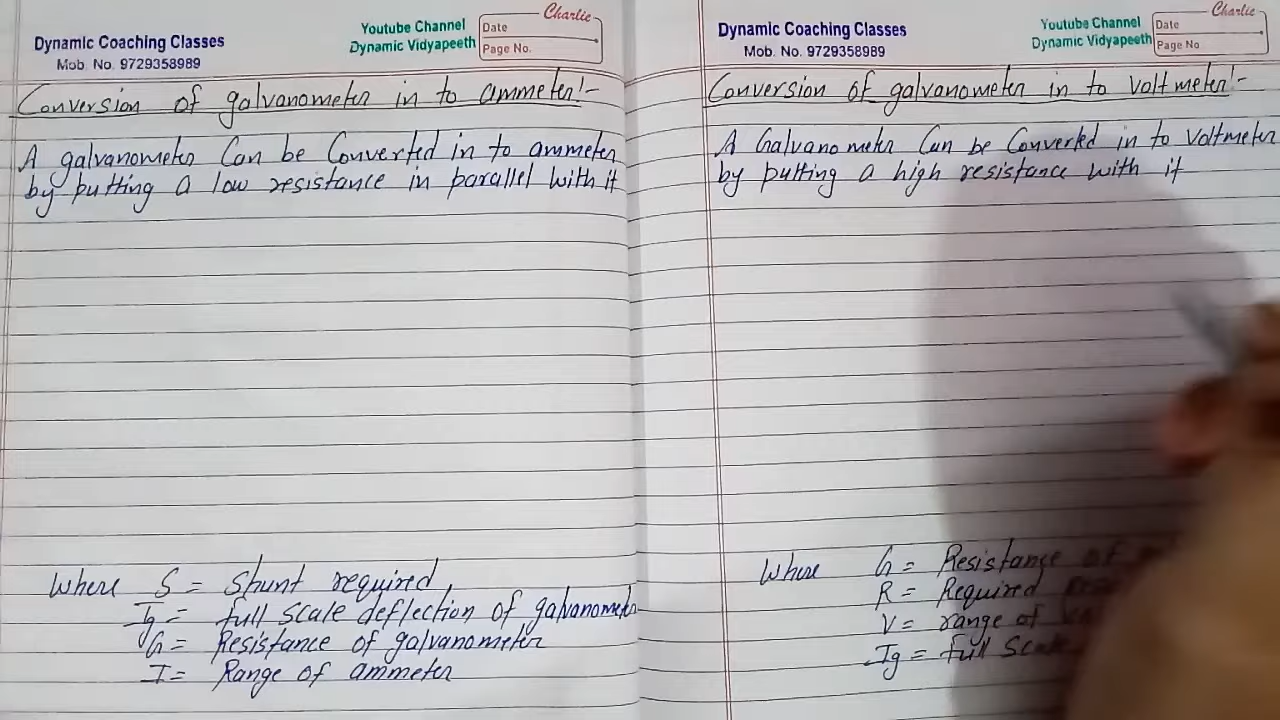 Dynamic Coaching Classes
Mob. No. 9729358989
Youtube Channel
Dynamic Vidyapeeth
Charlie
Date
Page No.
Conversion of galvanometer in to ammeter:-
A galvanometer Can be Converted in to ammeter
by putting a low resistance in parallel with it
Where S = Shunt required
Ig = full scale deflection of galvanometer
G = Resistance of galvanometer
I = Range of ammeter
Dynamic Coaching Classes
Mob. No. 9729358989
Youtube Channel
Dynamic Vidyapeeth
Charlie
Date
Page No
Conversion of galvanometer in to Voltmeter:-
A Galvanometer Can be Converted in to Voltmeter
by putting a high resistance with it
Where G = Resistance of
R = Required
V = range of
Ig = full Scale